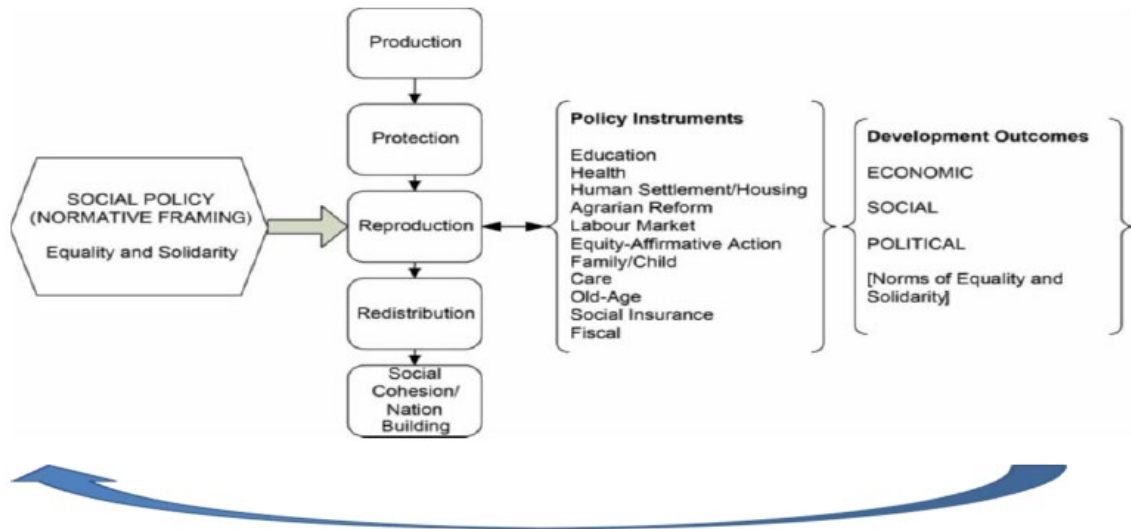 SOCIAL POLICY
(NORMATIVE FRAMING)
Equality and Solidarity
Production
Protection
Reproduction
Redistribution
Social
Cohesion/
Nation
Building
Policy Instruments
Education
Health
Human Settlement/Housing
Agrarian Reform
Labour Market
Equity-Affirmative Action
Family/Child
Care
Old-Age
Social Insurance
Fiscal
Development Outcomes
ECONOMIC
SOCIAL
POLITICAL
[Norms of Equality and
Solidarity]